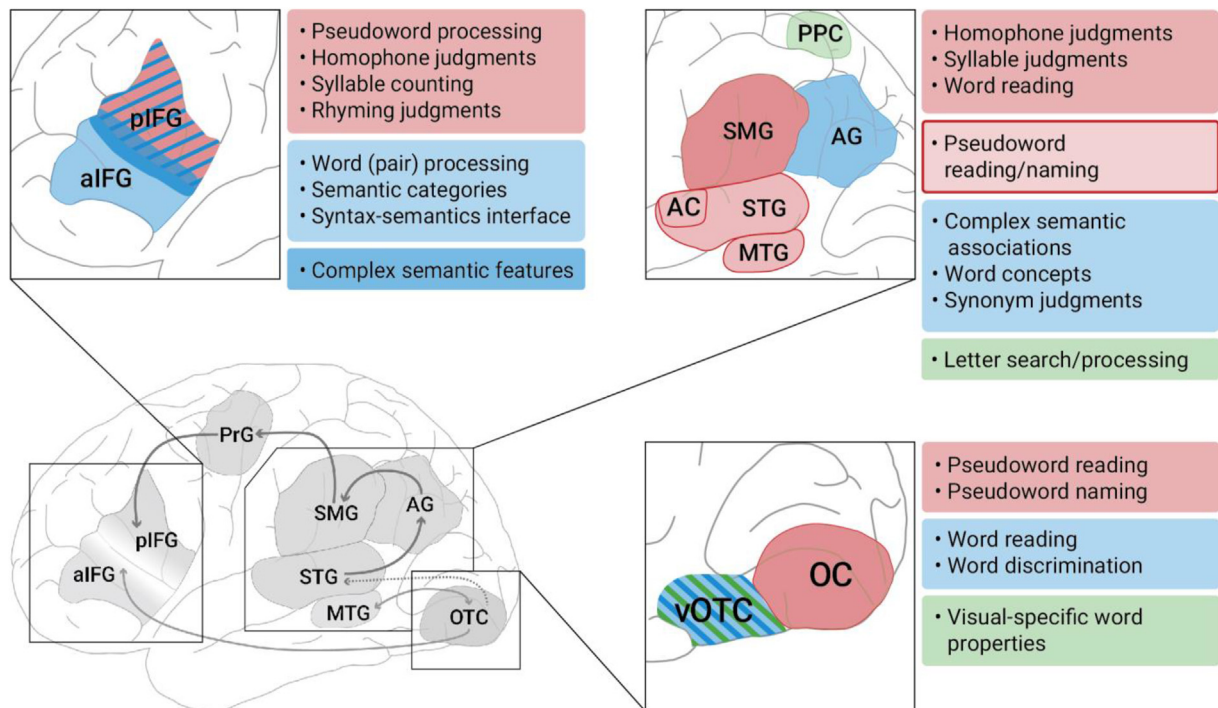 pIFG
aIFG
• Pseudoword processing
• Homophone judgments
• Syllable counting
• Rhyming judgments
• Word (pair) processing
• Semantic categories
• Syntax-semantics interface
• Complex semantic features
PPC
SMG
AG
AC
STG
MTG
• Homophone judgments
• Syllable judgments
• Word reading
• Pseudoword
reading/naming
• Complex semantic
associations
• Word concepts
• Synonym judgments
• Letter search/processing
PrG
SMG
AG
pIFG
aIFG
STG
MTG
OTC
OC
vOTC
• Pseudoword reading
• Pseudoword naming
• Word reading
• Word discrimination
• Visual-specific word
properties